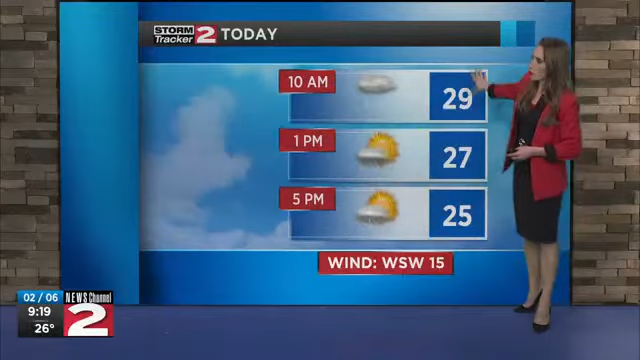 STORM
Tracker 2 TODAY
10 AM 29
1 PM 27
5 PM 25
WIND: WSW 15
02 / 06
9:19
26°
NEWS Channel
2